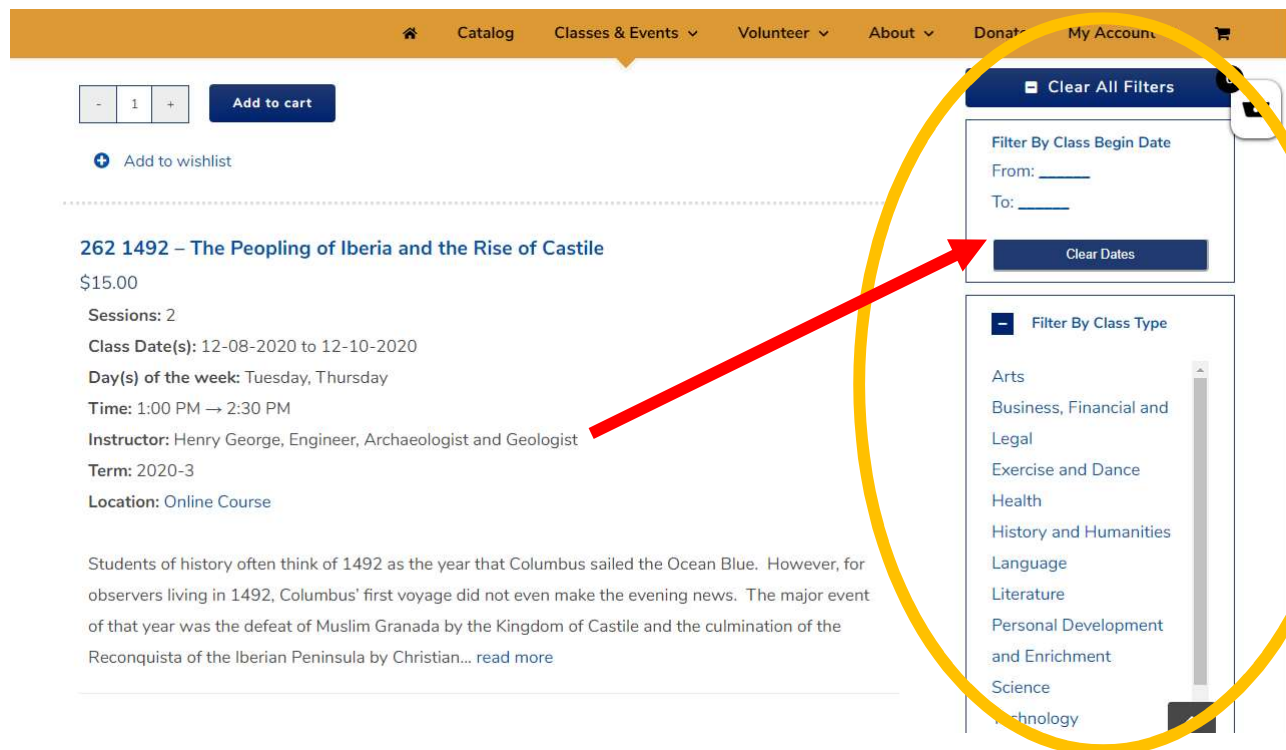 Catalog Classes & Events Volunteer About Donate My Account
- 1 + Add to cart
Add to wishlist
262 1492 – The Peopling of Iberia and the Rise of Castile
$15.00
Sessions: 2
Class Date(s): 12-08-2020 to 12-10-2020
Day(s) of the week: Tuesday, Thursday
Time: 1:00 PM → 2:30 PM
Instructor: Henry George, Engineer, Archaeologist and Geologist
Term: 2020-3
Location: Online Course
Students of history often think of 1492 as the year that Columbus sailed the Ocean Blue. However, for
observers living in 1492, Columbus' first voyage did not even make the evening news. The major event
of that year was the defeat of Muslim Granada by the Kingdom of Castile and the culmination of the
Reconquista of the Iberian Peninsula by Christian... read more
Clear All Filters
Filter By Class Begin Date
From: ______
To: ______
Clear Dates
Filter By Class Type
Arts
Business, Financial and
Legal
Exercise and Dance
Health
History and Humanities
Language
Literature
Personal Development
and Enrichment
Science
Technology